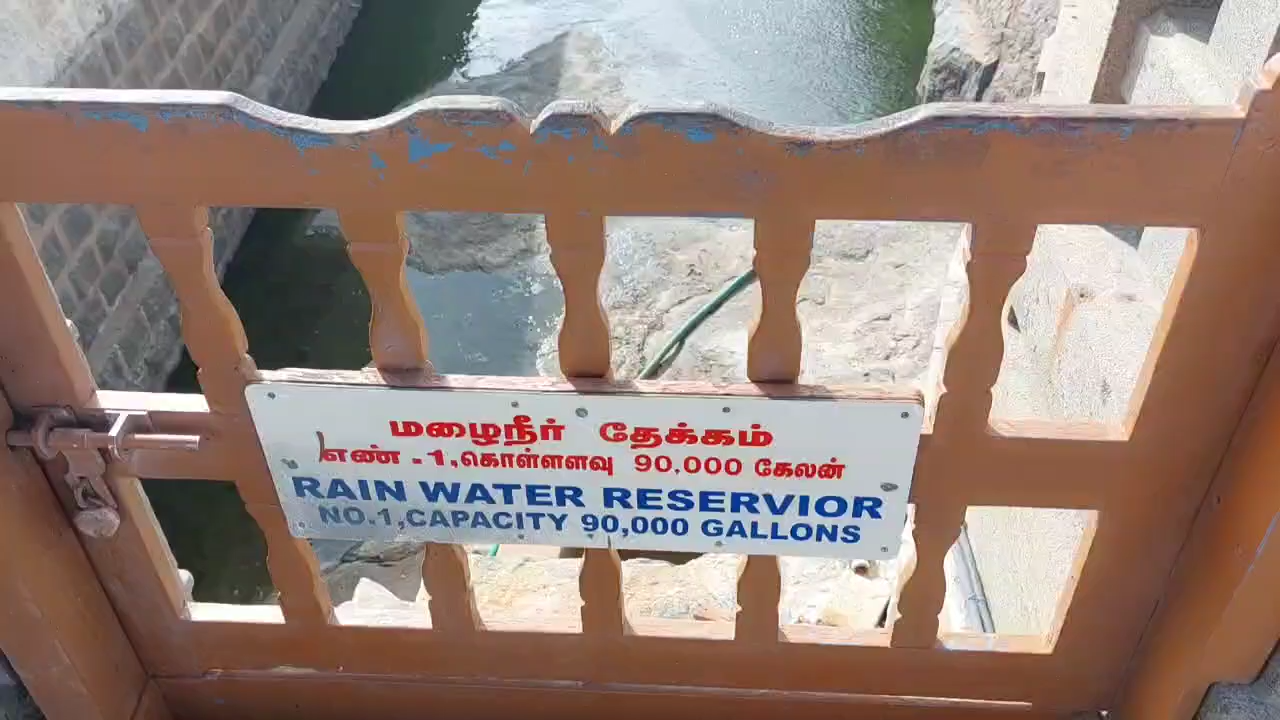 மழைநீர் தேக்கம்
எண் .1,கொள்ளளவு 90,000 கேலன்
RAIN WATER RESERVIOR
NO.1,CAPACITY 90,000 GALLONS